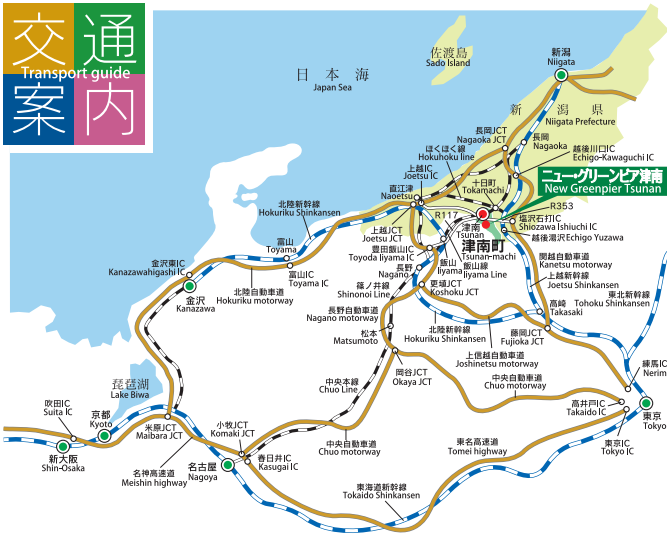 交通
Transport guide
案内
日本海
Japan Sea
佐渡島
Sado Island
新潟
Niigata
新潟県
Niigata Prefecture
長岡JCT
Nagaoka JCT
長岡
Nagaoka
ほくほく線
Hokuhoku line
越後川口IC
Echigo-Kawaguchi IC
上越IC
Joetsu IC
十日町
Tokamachi
直江津
Naoetsu
ニュー・グリーンピア津南
New Greenpier Tsunan
R117
R353
津南
Tsunan
津南町
Tsunan-machi
塩沢石打IC
Shiozawa Ishiuchi IC
越後湯沢 Echigo Yuzawa
北陸新幹線
Hokuriku Shinkansen
上越JCT
Joetsu JCT
豊田飯山IC
Toyoda Iiyama IC
飯山
Iiyama
飯山線
Iiyama Line
関越自動車道
Kanetsu motorway
上越新幹線
Joetsu Shinkansen
富山
Toyama
富山IC
Toyama IC
金沢東IC
Kanazawahigashi IC
金沢
Kanazawa
北陸自動車道
Hokuriku motorway
長野
Nagano
篠ノ井線
Shinonoi Line
更埴JCT
Koshoku JCT
東北新幹線
Tohoku Shinkansen
高崎
Takasaki
長野自動車道
Nagano motorway
北陸新幹線
Hokuriku Shinkansen
藤岡JCT
Fujioka JCT
松本
Matsumoto
上信越自動車道
Joshinetsu motorway
岡谷JCT
Okaya JCT
練馬IC
Nerim
琵琶湖
Lake Biwa
中央本線
Chuo Line
中央自動車道
Chuo motorway
高井戸IC
Takaido IC
東京
Tokyo
吹田IC
Suita IC
京都
Kyoto
米原JCT
Maibara JCT
小牧JCT
Komaki JCT
中央自動車道
Chuo motorway
東名高速道
Tomei highway
東京IC
Tokyo IC
新大阪
Shin-Osaka
名神高速道
Meishin highway
名古屋
Nagoya
春日井IC
Kasugai IC
東海道新幹線
Tokaido Shinkansen